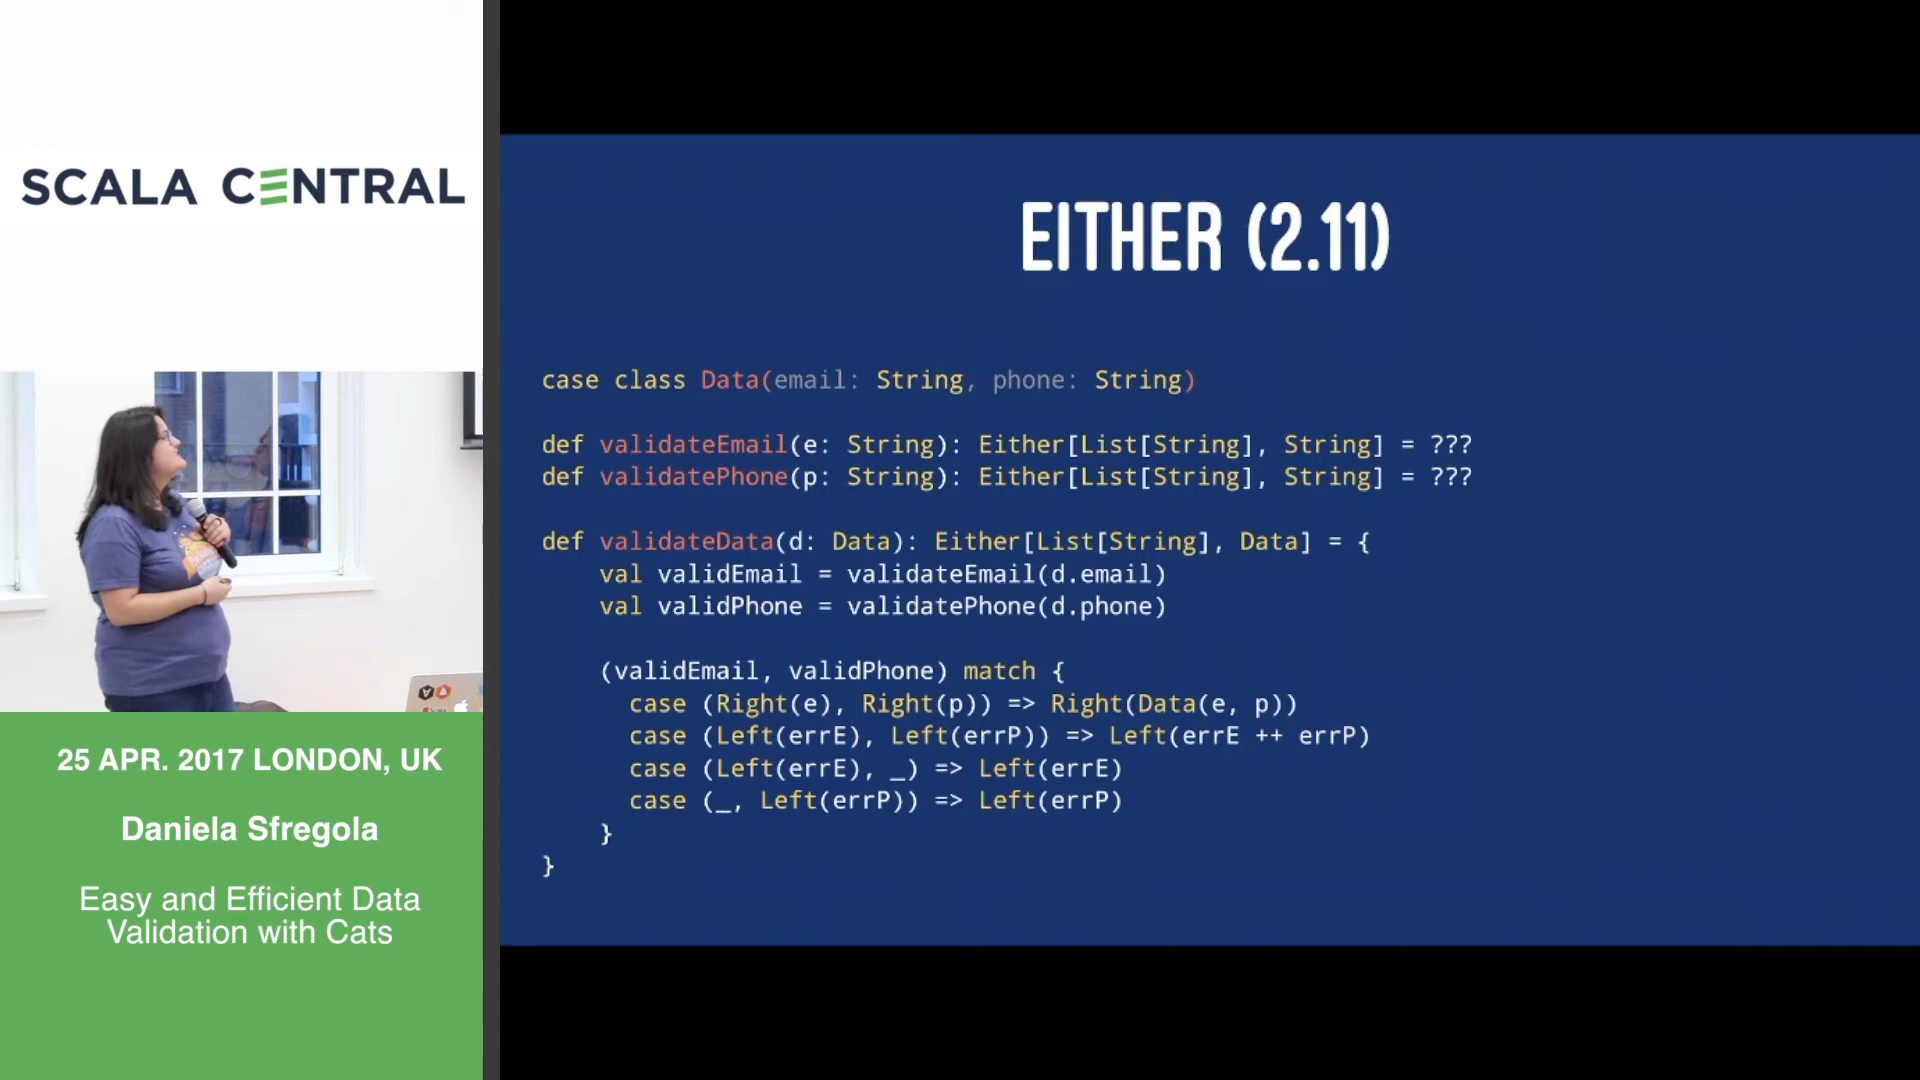 SCALA CENTRAL
25 APR. 2017 LONDON, UK
Daniela Sfregola
Easy and Efficient Data
Validation with Cats
EITHER (2.11)
case class Data(email: String, phone: String)
def validateEmail(e: String): Either[List[String], String] = ???
def validatePhone(p: String): Either[List[String], String] = ???
def validateData(d: Data): Either[List[String], Data] = {
val validEmail = validateEmail(d.email)
val validPhone = validatePhone(d.phone)
(validEmail, validPhone) match {
case (Right(e), Right(p)) => Right(Data(e, p))
case (Left(errE), Left(errP)) => Left(errE ++ errP)
case (Left(errE), _) => Left(errE)
case (_, Left(errP)) => Left(errP)
}
}